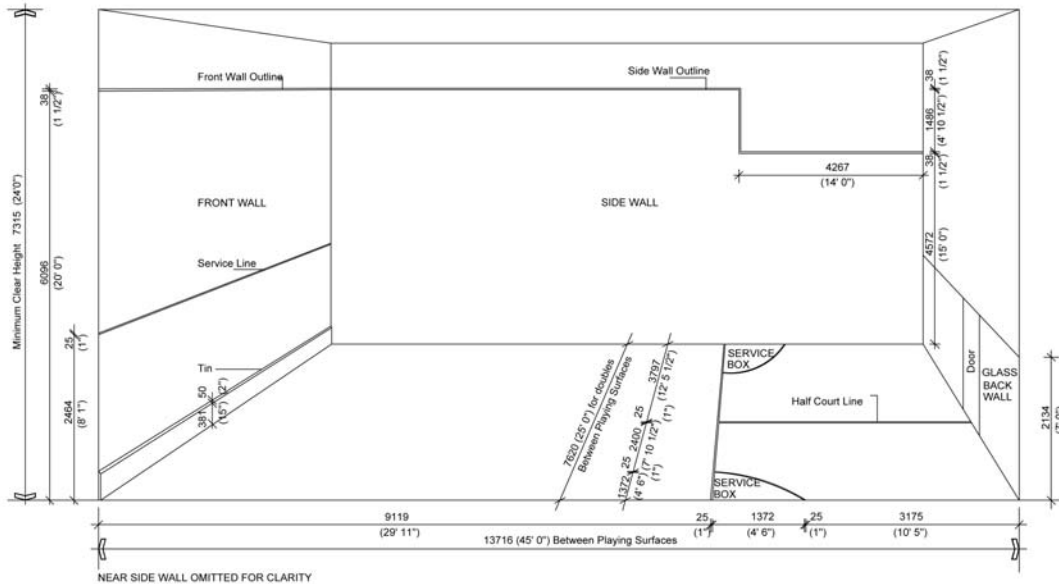 Front Wall Outline
Side Wall Outline
38
(1 1/2")
38
(1 1/2")
1486
(4' 10 1/2")
38
(1 1/2")
4267
(14' 0")
FRONT WALL
SIDE WALL
Minimum Clear Height 7315 (24'0")
6096
(20' 0")
Service Line
4572
(15' 0")
25
(1")
2464
(8' 1")
Tin
50
(2")
381
(15")
7620 (25' 0") for doubles
Between Playing Surfaces
3797
(12' 5 1/2")
25
(1")
2400
(7' 10 1/2")
25
(1")
1372
(4' 6")
SERVICE
BOX
Door
GLASS
BACK
WALL
Half Court Line
2134
SERVICE
BOX
9119
(29' 11")
25
(1")
1372
(4' 6")
25
(1")
3175
(10' 5")
13716 (45' 0") Between Playing Surfaces
NEAR SIDE WALL OMITTED FOR CLARITY